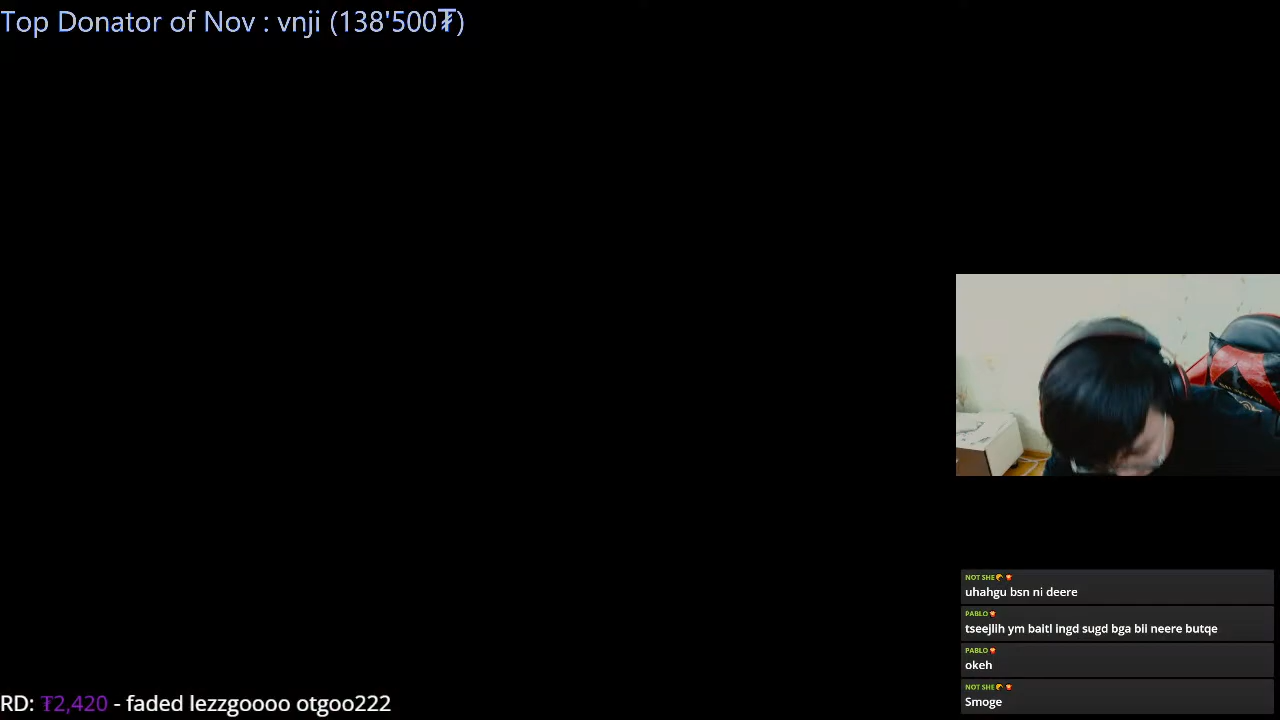 Top Donator of Nov : vnji (138'500₮)
NOT SHE
uhahgu bsn ni deere
PABLO
tseejlih ym baitl ingd sugd bga bii neere butqe
PABLO
okeh
NOT SHE
Smoge
RD: ₮2,420 - faded lezzgoooo otgoo222